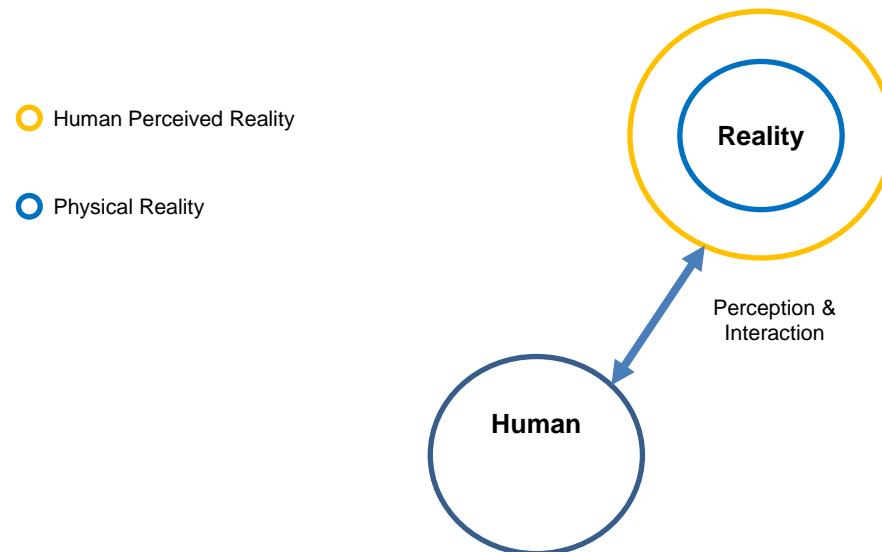 Human Perceived Reality
Reality
Physical Reality
Perception &
Interaction
Human